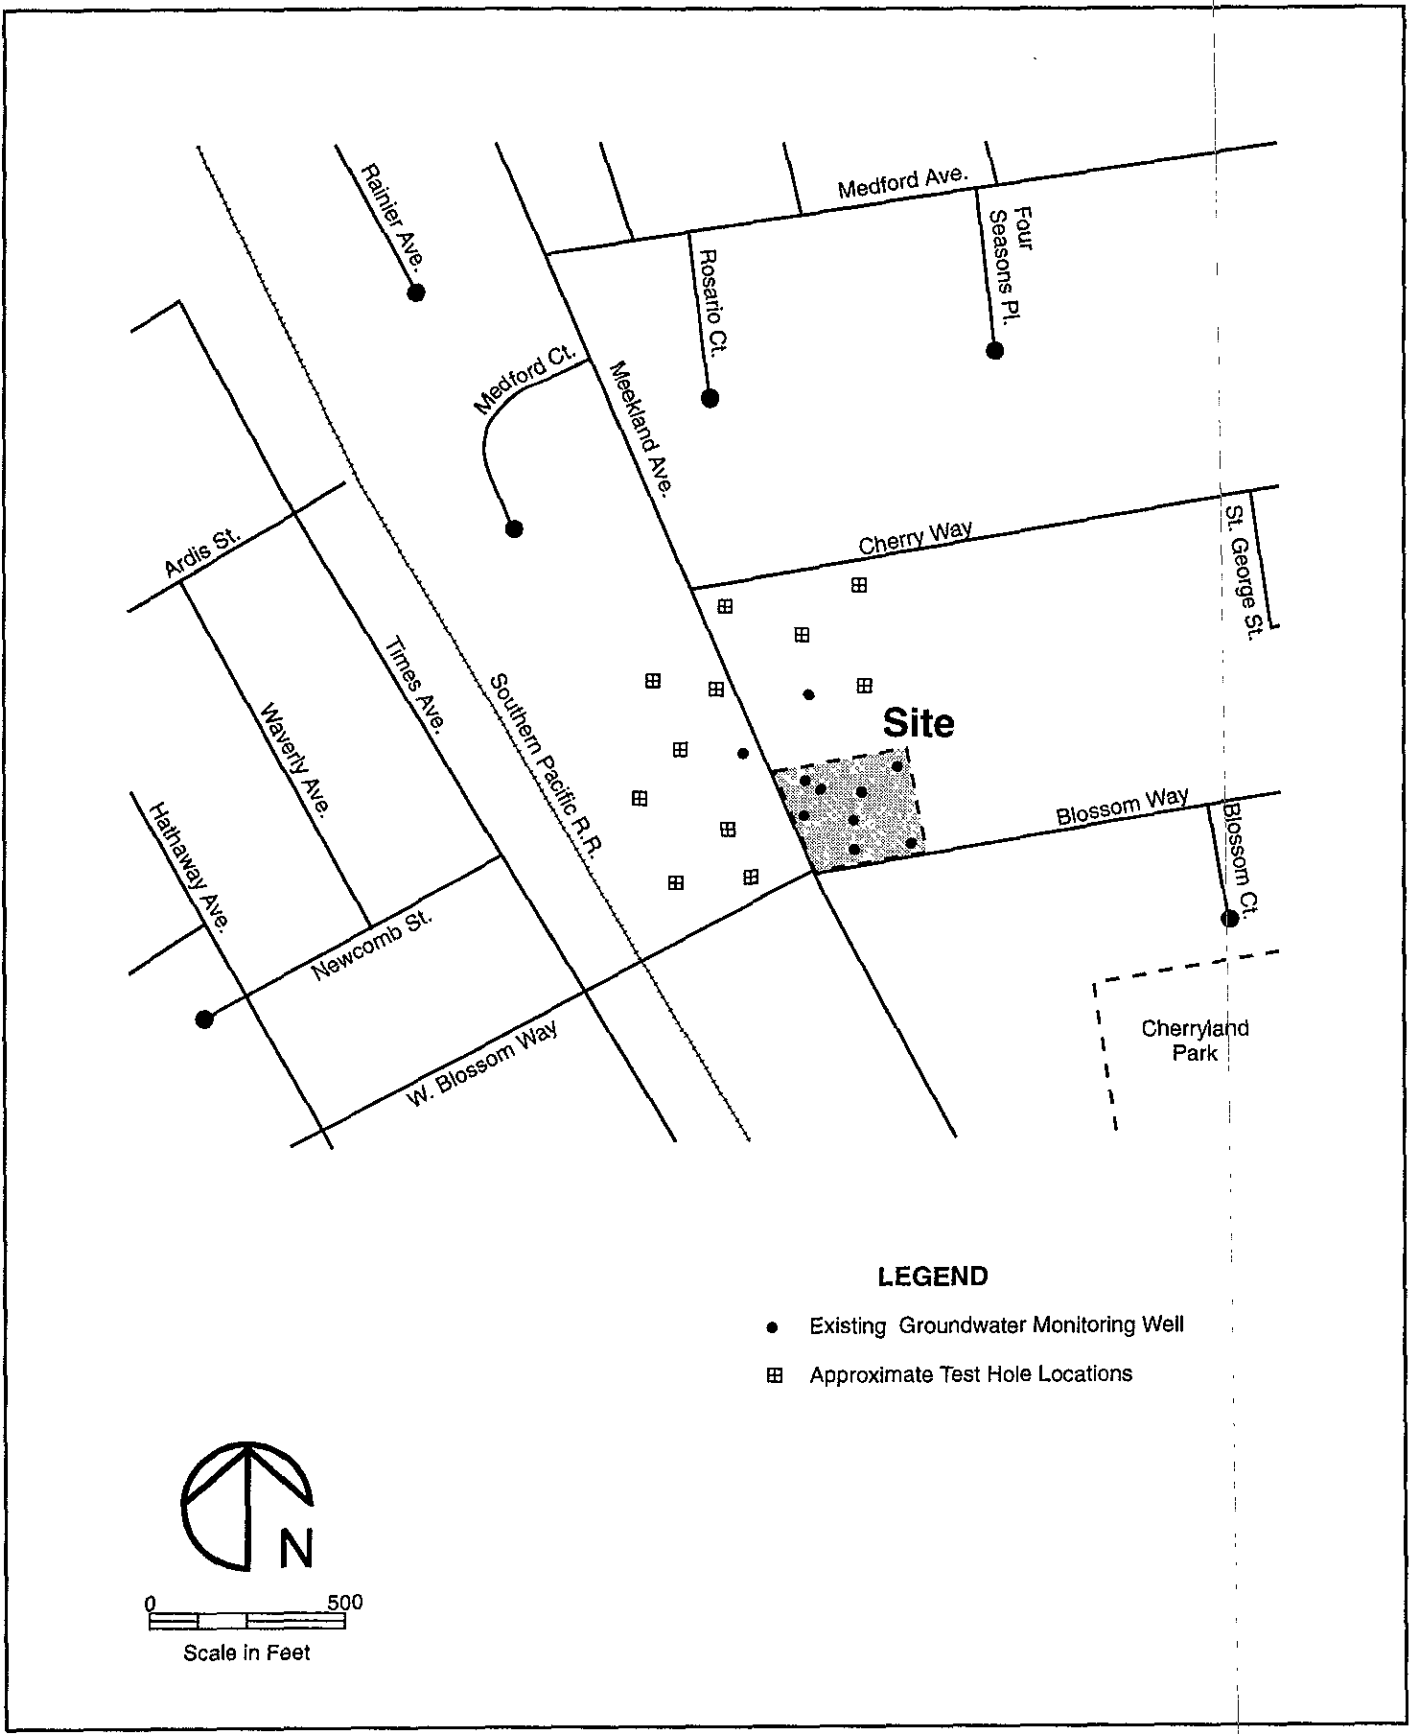 Rainier Ave.
Medford Ave.
Four
Seasons Pl.
Rosario Ct.
Medford Ct.
Meekland Ave.
Cherry Way
St. George St.
Ardis St.
Times Ave.
Southern Pacific R.R.
Waverly Ave.
Site
Hathaway Ave.
Blossom Way
Blossom Ct.
Newcomb St.
W. Blossom Way
Cherryland
Park
LEGEND
Existing Groundwater Monitoring Well
Approximate Test Hole Locations
N
0 500
Scale in Feet